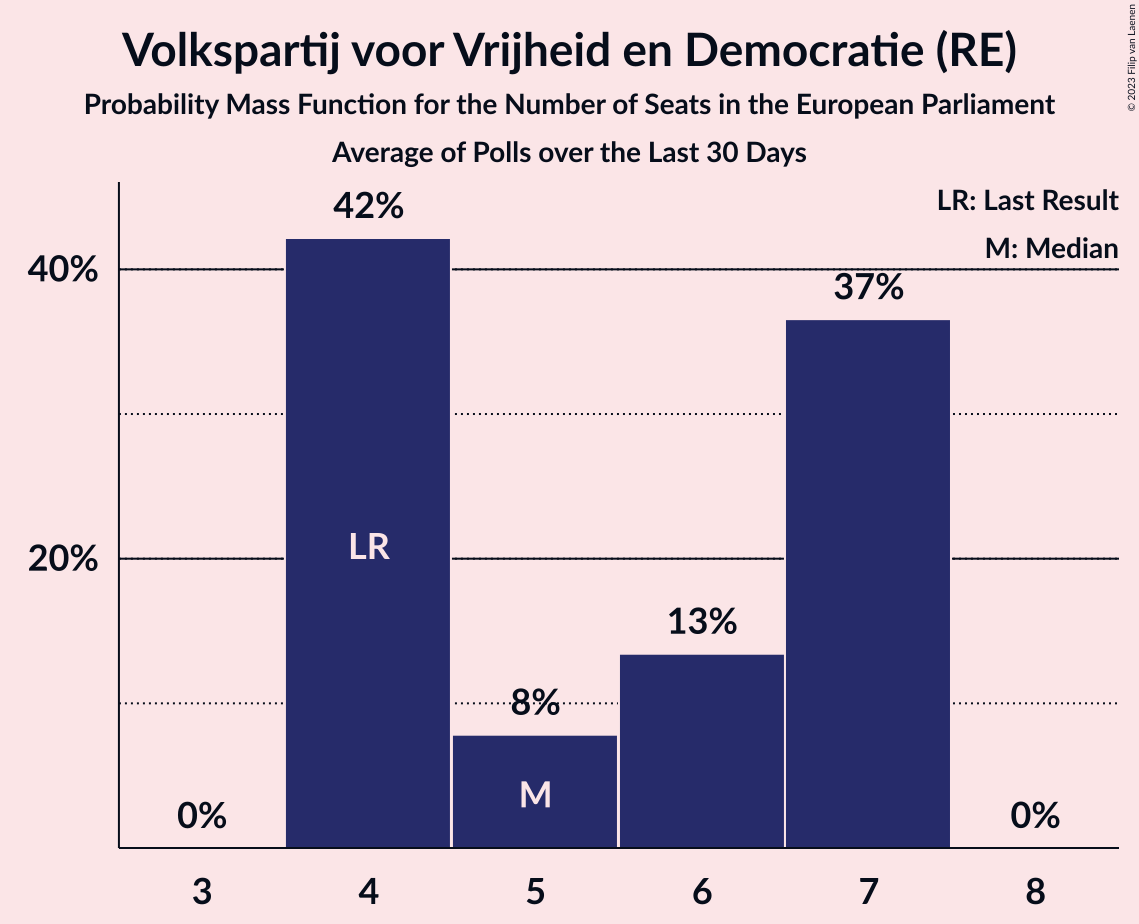 Volkspartij voor Vrijheid en Democratie (RE)
Probability Mass Function for the Number of Seats in the European Parliament
Average of Polls over the Last 30 Days
© 2023 Filip van Laenen
LR: Last Result
M: Median
40%
20%
0%
42%
LR
8%
M
13%
37%
0%
3 4 5 6 7 8